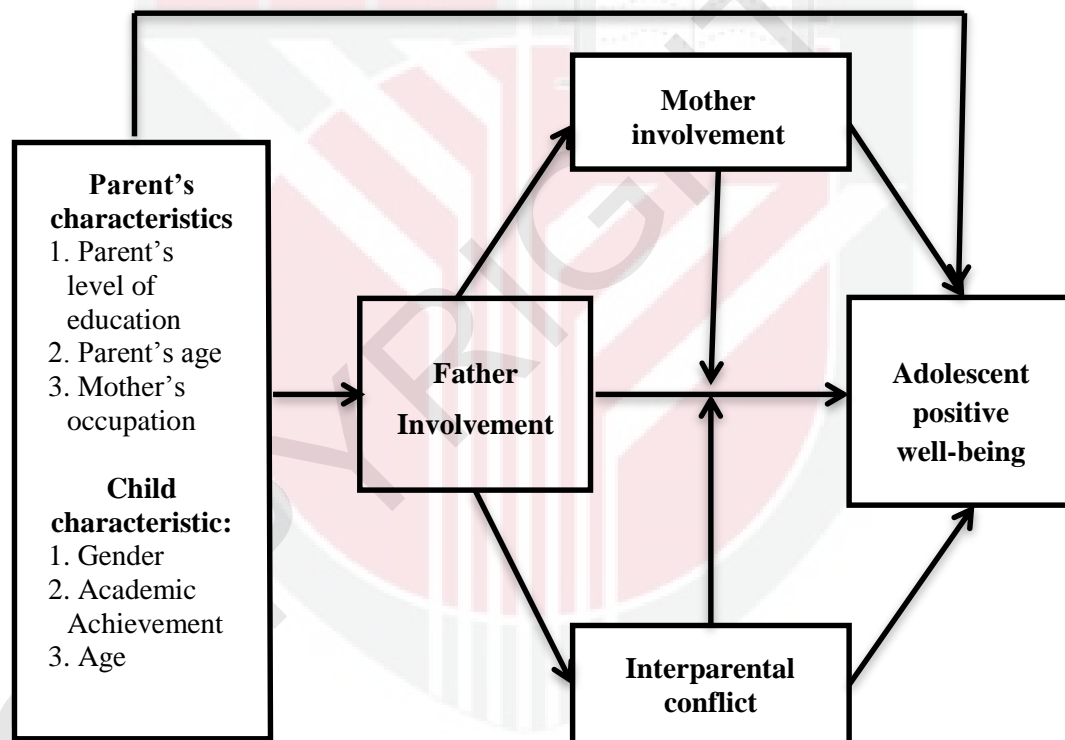 Parent’s
characteristics
1. Parent’s
level of
education
2. Parent’s age
3. Mother’s
occupation
Child
characteristic:
1. Gender
2. Academic
Achievement
3. Age
Father
Involvement
Mother
involvement
Interparental
conflict
Adolescent
positive
well-being